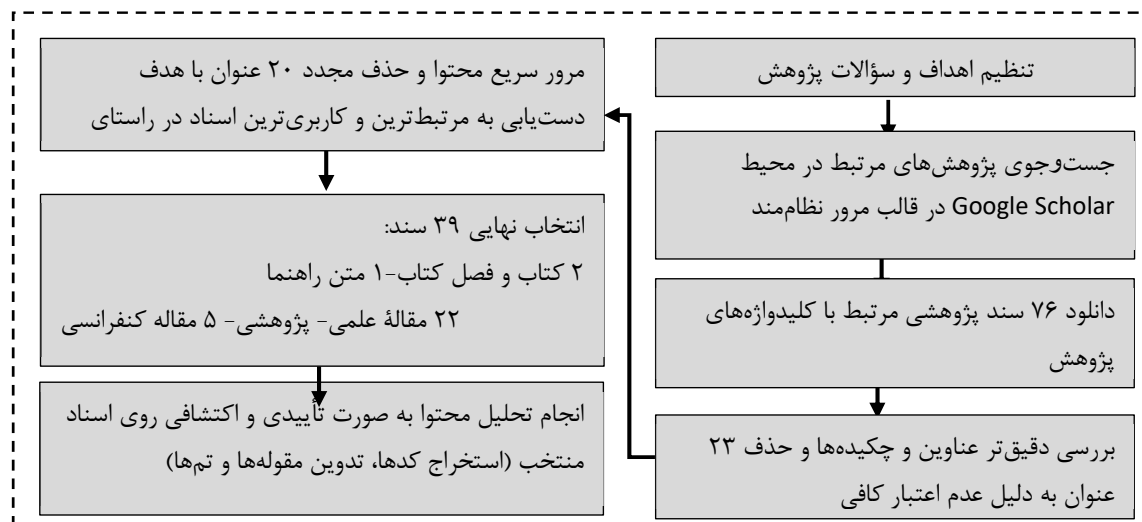 تنظیم اهداف و سؤالات پژوهش
جست‌وجوی پژوهش‌های مرتبط در محیط
Google Scholar در قالب مرور نظام‌مند
دانلود ۷۶ سند پژوهشی مرتبط با کلیدواژه‌های
پژوهش
بررسی دقیق‌تر عناوین و چکیده‌ها و حذف ۲۳
عنوان به دلیل عدم اعتبار کافی
مرور سریع محتوا و حذف مجدد ۲۰ عنوان با هدف
دست‌یابی به مرتبط‌ترین و کاربری‌ترین اسناد در راستای
انتخاب نهایی ۳۹ سند:
۲ کتاب و فصل کتاب-۱ متن راهنما
۲۲ مقالهٔ علمی- پژوهشی- ۵ مقاله کنفرانسی
انجام تحلیل محتوا به صورت تأییدی و اکتشافی روی اسناد
منتخب (استخراج کدها، تدوین مقوله‌ها و تم‌ها)